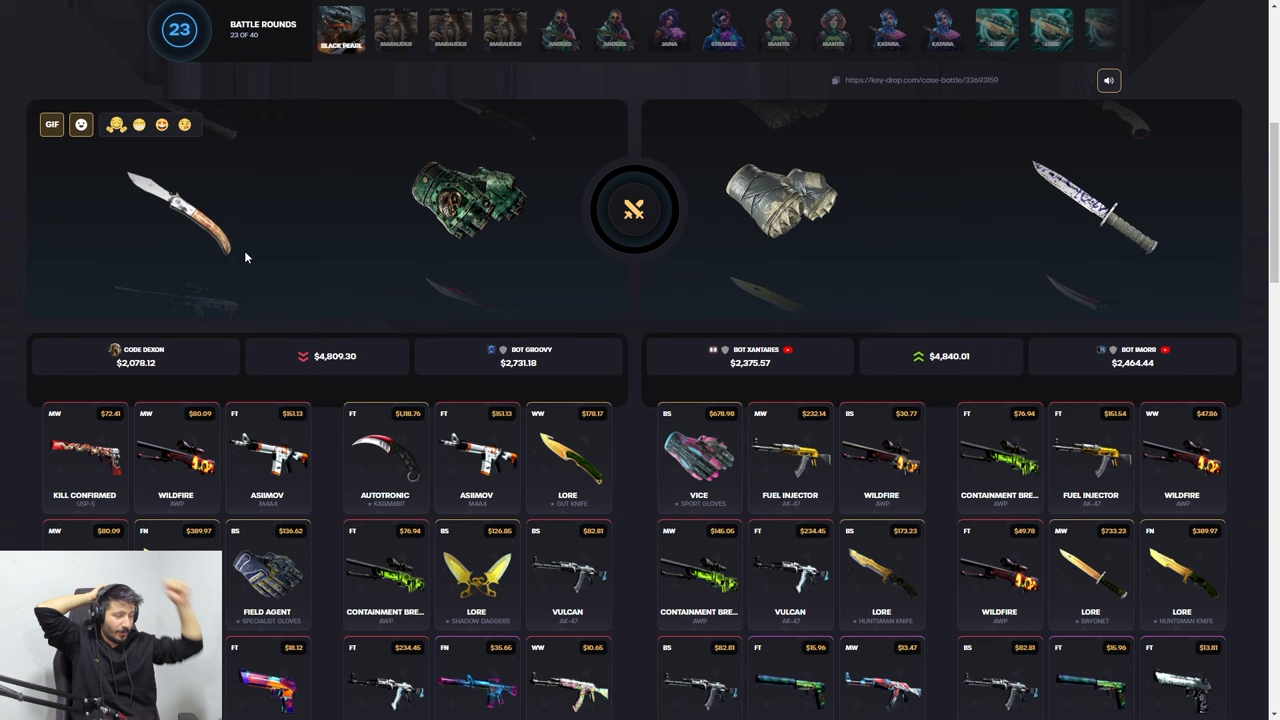 23
BATTLE ROUNDS
23 OF 40
BLACK PEARL
MARAUDER
MARAUDER
MARAUDER
JAINA
STRANGE
MANTIS
MANTIS
KATANA
KATANA
LORE
LORE
https://key-drop.com/case-battle/33693159
GIF
CODE DEXON
$2,078.12
$4,809.30
BOT GROOVY
$2,731.18
BOT XANTARES
$2,375.57
$4,840.01
BOT IMORR
$2,464.44
MW $72.41
MW $80.09
FT $151.13
FT $1,118.76
FT $151.13
WW $178.17
BS $678.98
MW $232.14
BS $30.77
FT $76.94
FT $151.54
WW $47.86
KILL CONFIRMED
WILDFIRE
ASIIMOV
AUTOTRONIC
ASIIMOV
LORE
VICE
FUEL INJECTOR
WILDFIRE
CONTAINMENT BRE...
FUEL INJECTOR
WILDFIRE
USP-S
AWP
M4A4
★ KARAMBIT
M4A4
★ GUT KNIFE
★ SPORT GLOVES
AK-47
AWP
AWP
AK-47
AWP
MW $80.09
FN $389.97
BS $136.62
FT $76.94
BS $126.85
BS $82.81
MW $145.05
FT $234.45
BS $173.23
FT $49.78
MW $733.23
FN $389.97
FIELD AGENT
CONTAINMENT BRE...
LORE
VULCAN
CONTAINMENT BRE...
VULCAN
LORE
WILDFIRE
LORE
LORE
★ SPECIALIST GLOVES
AWP
★ SHADOW DAGGERS
AK-47
AWP
AK-47
★ HUNTSMAN KNIFE
AWP
★ BAYONET
★ HUNTSMAN KNIFE
FT $18.12
FT $234.45
FN $35.65
WW $10.65
BS $82.81
FT $15.96
MW $13.47
BS $82.81
FT $15.96
FT $13.81